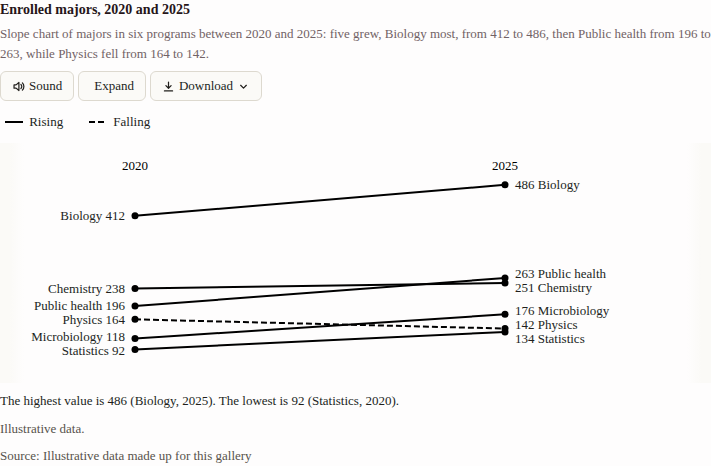 Enrolled majors, 2020 and 2025
Slope chart of majors in six programs between 2020 and 2025: five grew, Biology most, from 412 to 486, then Public health from 196 to
263, while Physics fell from 164 to 142.
Sound Expand Download
Rising Falling
2020 2025
486 Biology
Biology 412
263 Public health
Chemistry 238 251 Chemistry
Public health 196 176 Microbiology
Physics 164 142 Physics
Microbiology 118 134 Statistics
Statistics 92
The highest value is 486 (Biology, 2025). The lowest is 92 (Statistics, 2020).
Illustrative data.
Source: Illustrative data made up for this gallery